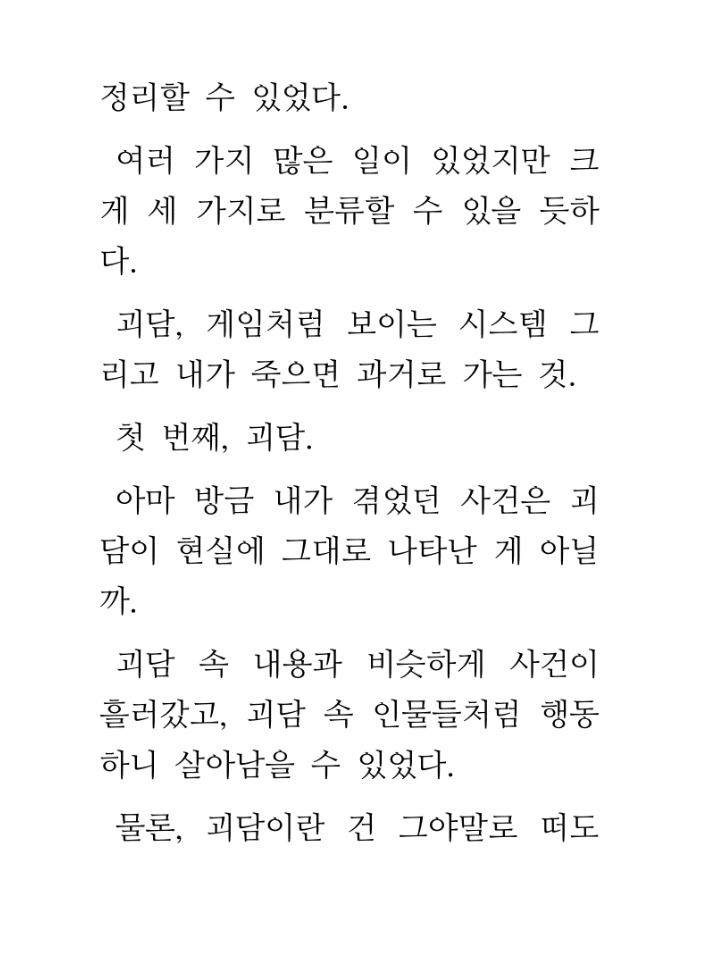 정리할 수 있었다.
여러 가지 많은 일이 있었지만 크
게 세 가지로 분류할 수 있을 듯하
다.
괴담, 게임처럼 보이는 시스템 그
리고 내가 죽으면 과거로 가는 것.
첫 번째, 괴담.
아마 방금 내가 겪었던 사건은 괴
담이 현실에 그대로 나타난 게 아닐
까.
괴담 속 내용과 비슷하게 사건이
흘러갔고, 괴담 속 인물들처럼 행동
하니 살아남을 수 있었다.
물론, 괴담이란 건 그야말로 떠도